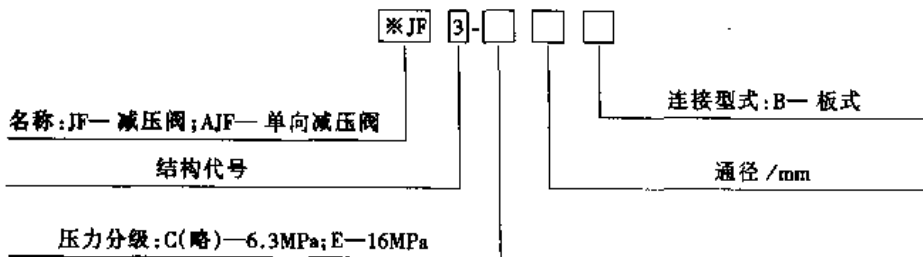 ※JF 3-
连接型式:B— 板式
名称:JF— 减压阀;AJF— 单向减压阀
结构代号
通径/mm
压力分级:C(略)—6.3MPa;E—16MPa